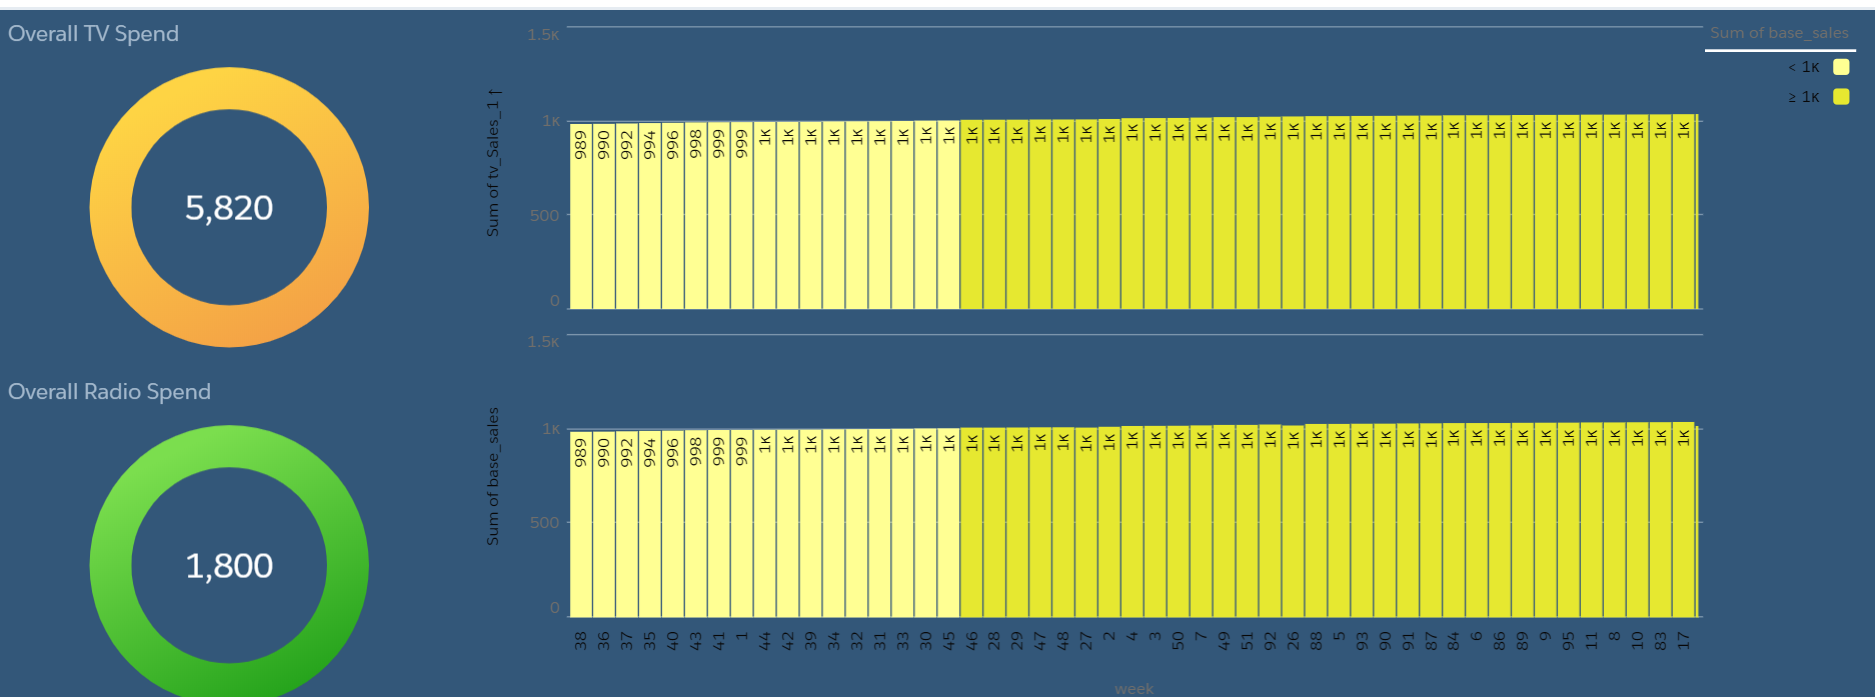 Overall TV Spend
5,820
Overall Radio Spend
1,800
Sum of tv_Sales_1 ↑
1.5K
1K
500
0
989 990 992 994 996 998 999 999 1K 1K 1K 1K 1K 1K 1K 1K 1K 1K 1K 1K 1K 1K 1K 1K 1K 1K 1K 1K 1K 1K 1K 1K 1K 1K 1K 1K 1K 1K 1K 1K 1K 1K 1K 1K 1K 1K 1K 1K 1K
Sum of base_sales
1.5K
1K
500
0
989 990 992 994 996 998 999 999 1K 1K 1K 1K 1K 1K 1K 1K 1K 1K 1K 1K 1K 1K 1K 1K 1K 1K 1K 1K 1K 1K 1K 1K 1K 1K 1K 1K 1K 1K 1K 1K 1K 1K 1K 1K 1K 1K 1K 1K 1K
38 36 37 35 40 43 41 1 44 42 39 34 32 31 33 30 45 46 28 29 47 48 27 2 4 3 50 7 49 51 92 26 88 5 93 90 91 87 84 6 86 89 9 95 11 8 10 83 17
week
Sum of base_sales
< 1K
≥ 1K